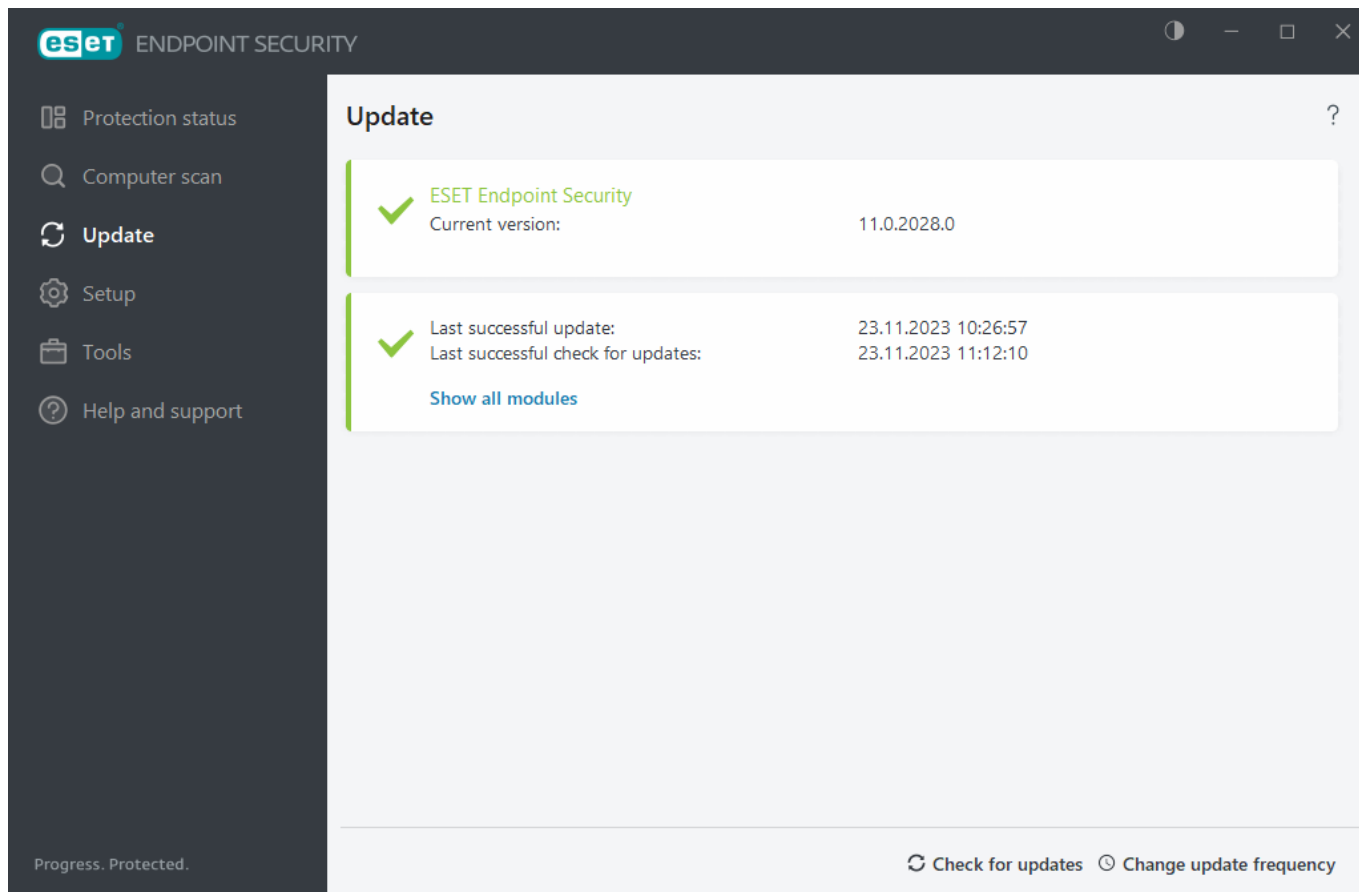 eset ENDPOINT SECURITY
Protection status
Computer scan
Update
Setup
Tools
Help and support
Progress. Protected.
Update
?
ESET Endpoint Security
Current version: 11.0.2028.0
Last successful update: 23.11.2023 10:26:57
Last successful check for updates: 23.11.2023 11:12:10
Show all modules
Check for updates Change update frequency